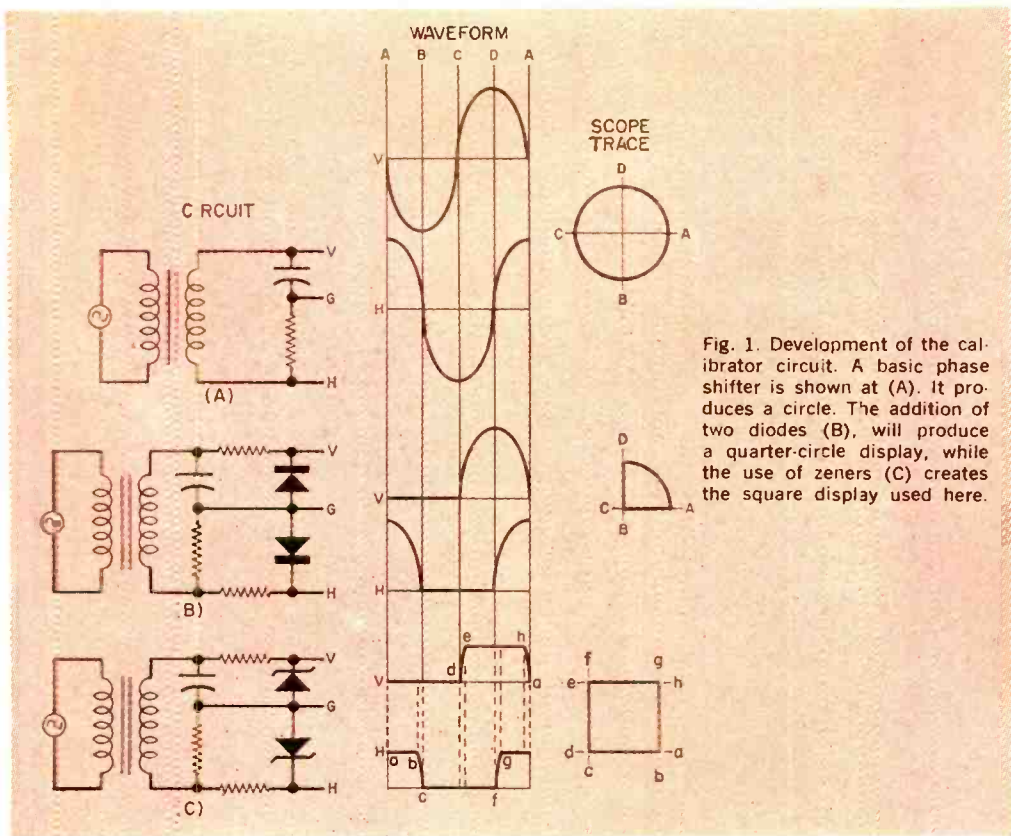 WAVEFORM
A B C D A
V
SCOPE
TRACE
D
C A
B
C RCUIT
V
G
H
(A)
H
Fig. 1. Development of the cal-
ibrator circuit. A basic phase
shifter is shown at (A). It pro-
duces a circle. The addition of
two diodes (B), will produce
a quarter-circle display, while
the use of zeners (C) creates
the square display used here.
V
G
H
B)
V
H
D
C A
B
V
G
H
C)
e h
d
V a
H a b g
c f
f g
e h
d a
c b